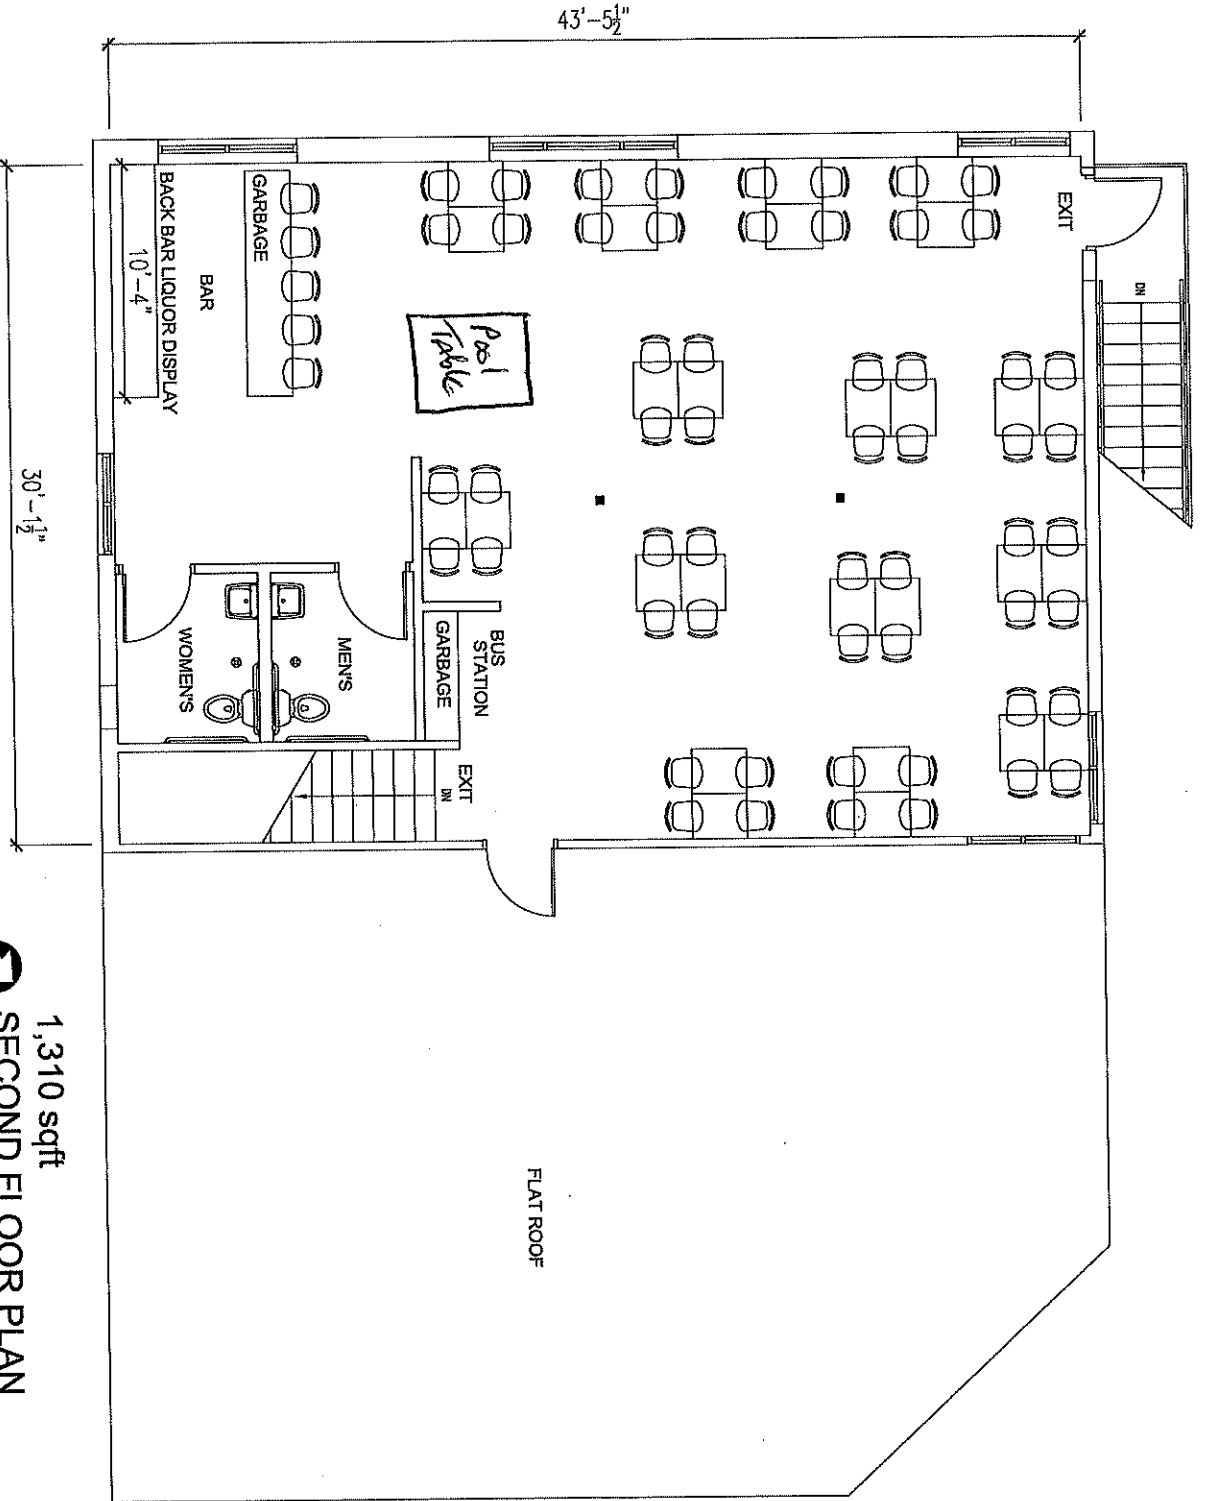 43'-5½"
EXIT
DN
BACK BAR LIQUOR DISPLAY
10'-4"
BAR
GARBAGE
Pool
Table
30'-1½"
WOMEN'S
MEN'S
GARBAGE
BUS
STATION
EXIT
DN
FLAT ROOF
1,310 sqft
SECOND FLOOR PLAN